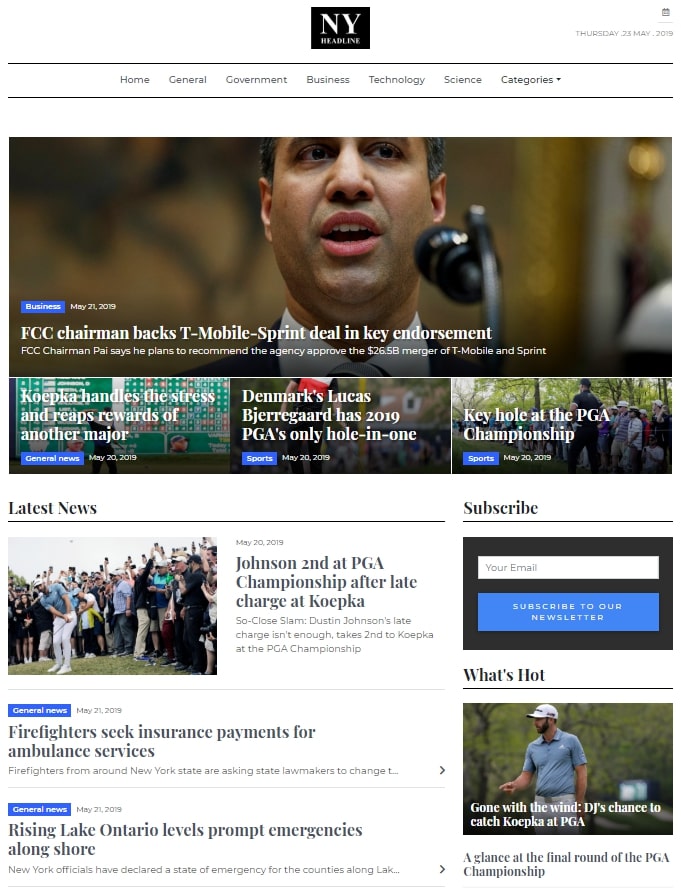 NY
HEADLINE
THURSDAY .23 MAY . 2019
Home General Government Business Technology Science Categories
Business May 21, 2019
FCC chairman backs T-Mobile-Sprint deal in key endorsement
FCC Chairman Pai says he plans to recommend the agency approve the $26.5B merger of T-Mobile and Sprint
Koepka handles the stress
and reaps rewards of
another major
General news May 20, 2019
Denmark's Lucas
Bjerregaard has 2019
PGA's only hole-in-one
Sports May 20, 2019
Key hole at the PGA
Championship
Sports May 20, 2019
Latest News
May 20, 2019
Johnson 2nd at PGA
Championship after late
charge at Koepka
So-Close Slam: Dustin Johnson's late
charge isn't enough, takes 2nd to Koepka
at the PGA Championship
General news May 21, 2019
Firefighters seek insurance payments for
ambulance services
Firefighters from around New York state are asking state lawmakers to change t...
General news May 21, 2019
Rising Lake Ontario levels prompt emergencies
along shore
New York officials have declared a state of emergency for the counties along Lak...
Subscribe
Your Email
SUBSCRIBE TO OUR
NEWSLETTER
What's Hot
Gone with the wind: DJ's chance to
catch Koepka at PGA
A glance at the final round of the PGA
Championship